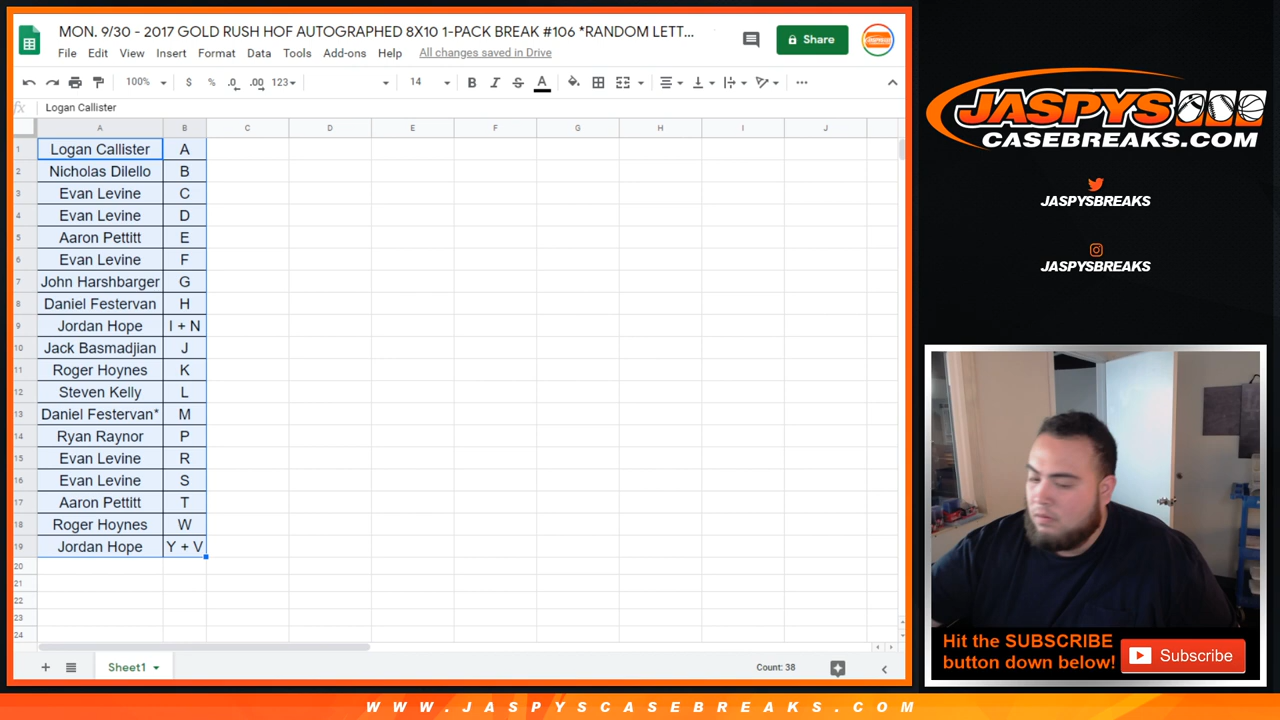 MON. 9/30 - 2017 GOLD RUSH HOF AUTOGRAPHED 8X10 1-PACK BREAK #106 *RANDOM LETT...
File Edit View Insert Format Data Tools Add-ons Help All changes saved in Drive
Share
100% $ % .0 .00 123 14 B I S A
fx Logan Callister
A B C D E F G H I J
1 Logan Callister A
2 Nicholas Dilello B
3 Evan Levine C
4 Evan Levine D
5 Aaron Pettitt E
6 Evan Levine F
7 John Harshbarger G
8 Daniel Festervan H
9 Jordan Hope I + N
10 Jack Basmadjian J
11 Roger Hoynes K
12 Steven Kelly L
13 Daniel Festervan* M
14 Ryan Raynor P
15 Evan Levine R
16 Evan Levine S
17 Aaron Pettitt T
18 Roger Hoynes W
19 Jordan Hope Y + V
20
21
22
23
24
Sheet1
Count: 38
JASPYS
CASEBREAKS.COM
JASPYSBREAKS
JASPYSBREAKS
Hit the SUBSCRIBE
button down below!
Subscribe
WWW.JASPYSCASEBREAKS.COM